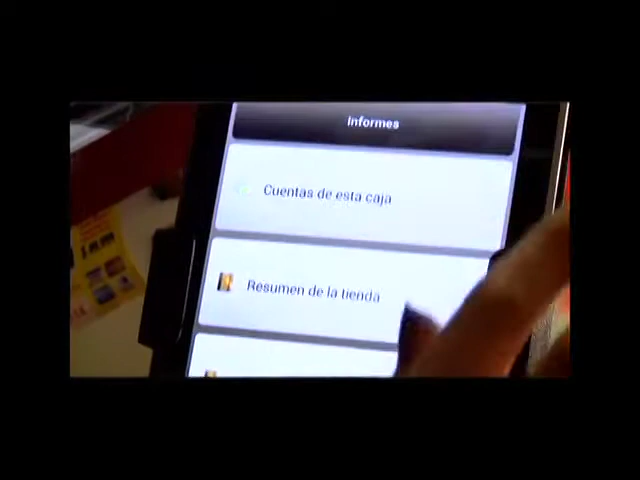 Informes
Cuentas de esta caja
Resumen de la tienda